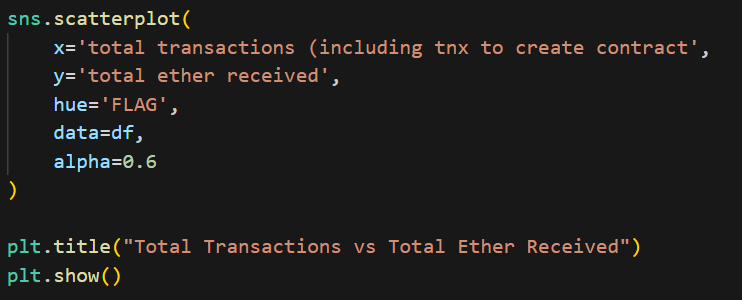 sns.scatterplot(
    x='total transactions (including tnx to create contract',
    y='total ether received',
    hue='FLAG',
    data=df,
    alpha=0.6
)

plt.title("Total Transactions vs Total Ether Received")
plt.show()